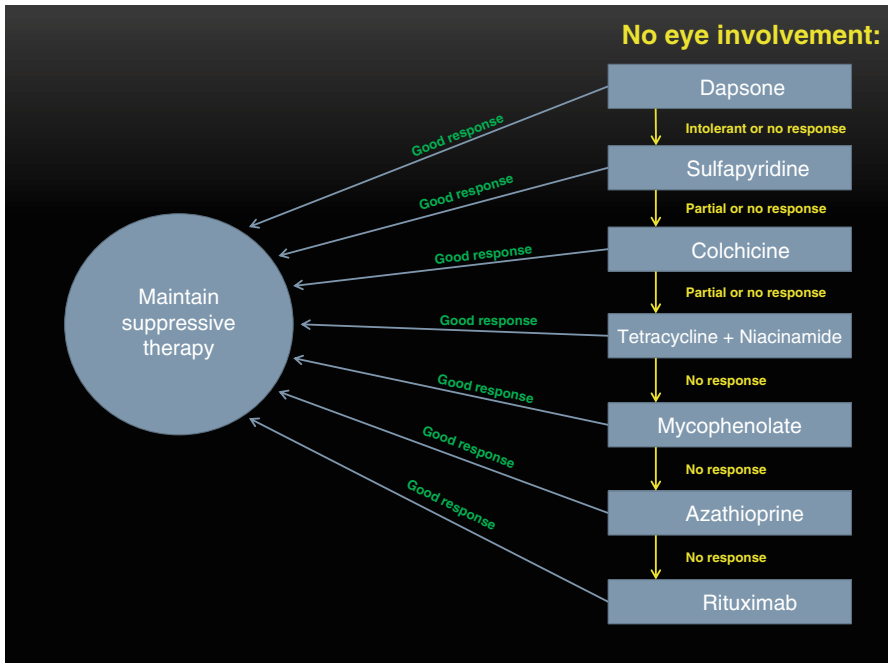 No eye involvement:
Dapsone
Good response
Intolerant or no response
Sulfapyridine
Good response
Partial or no response
Colchicine
Good response
Partial or no response
Maintain
suppressive
therapy
Good response
Tetracycline + Niacinamide
No response
Good response
Mycophenolate
Good response
No response
Azathioprine
Good response
No response
Rituximab